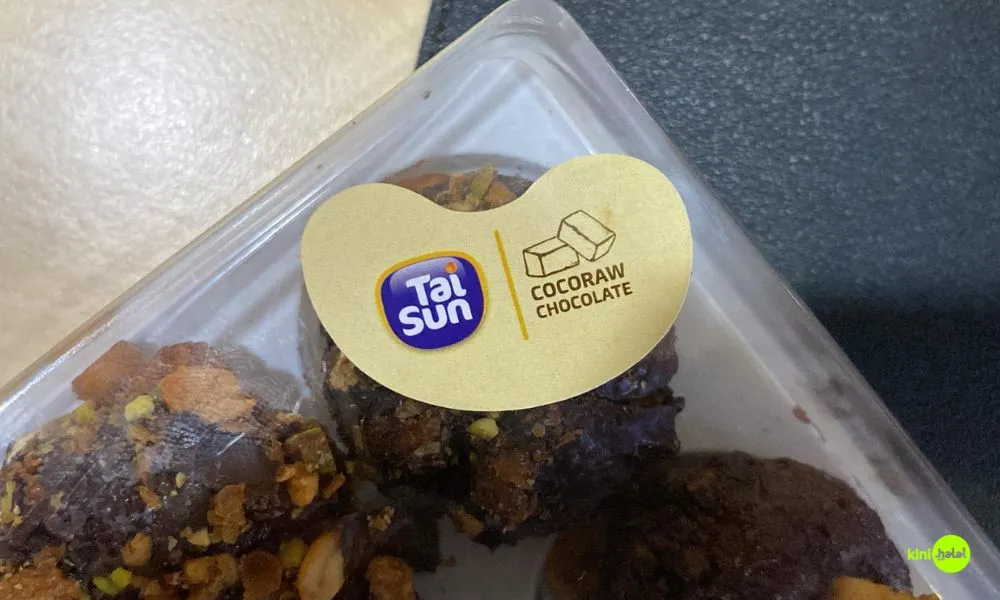 Tai
sun
COCORAW
CHOCOLATE
kini halal